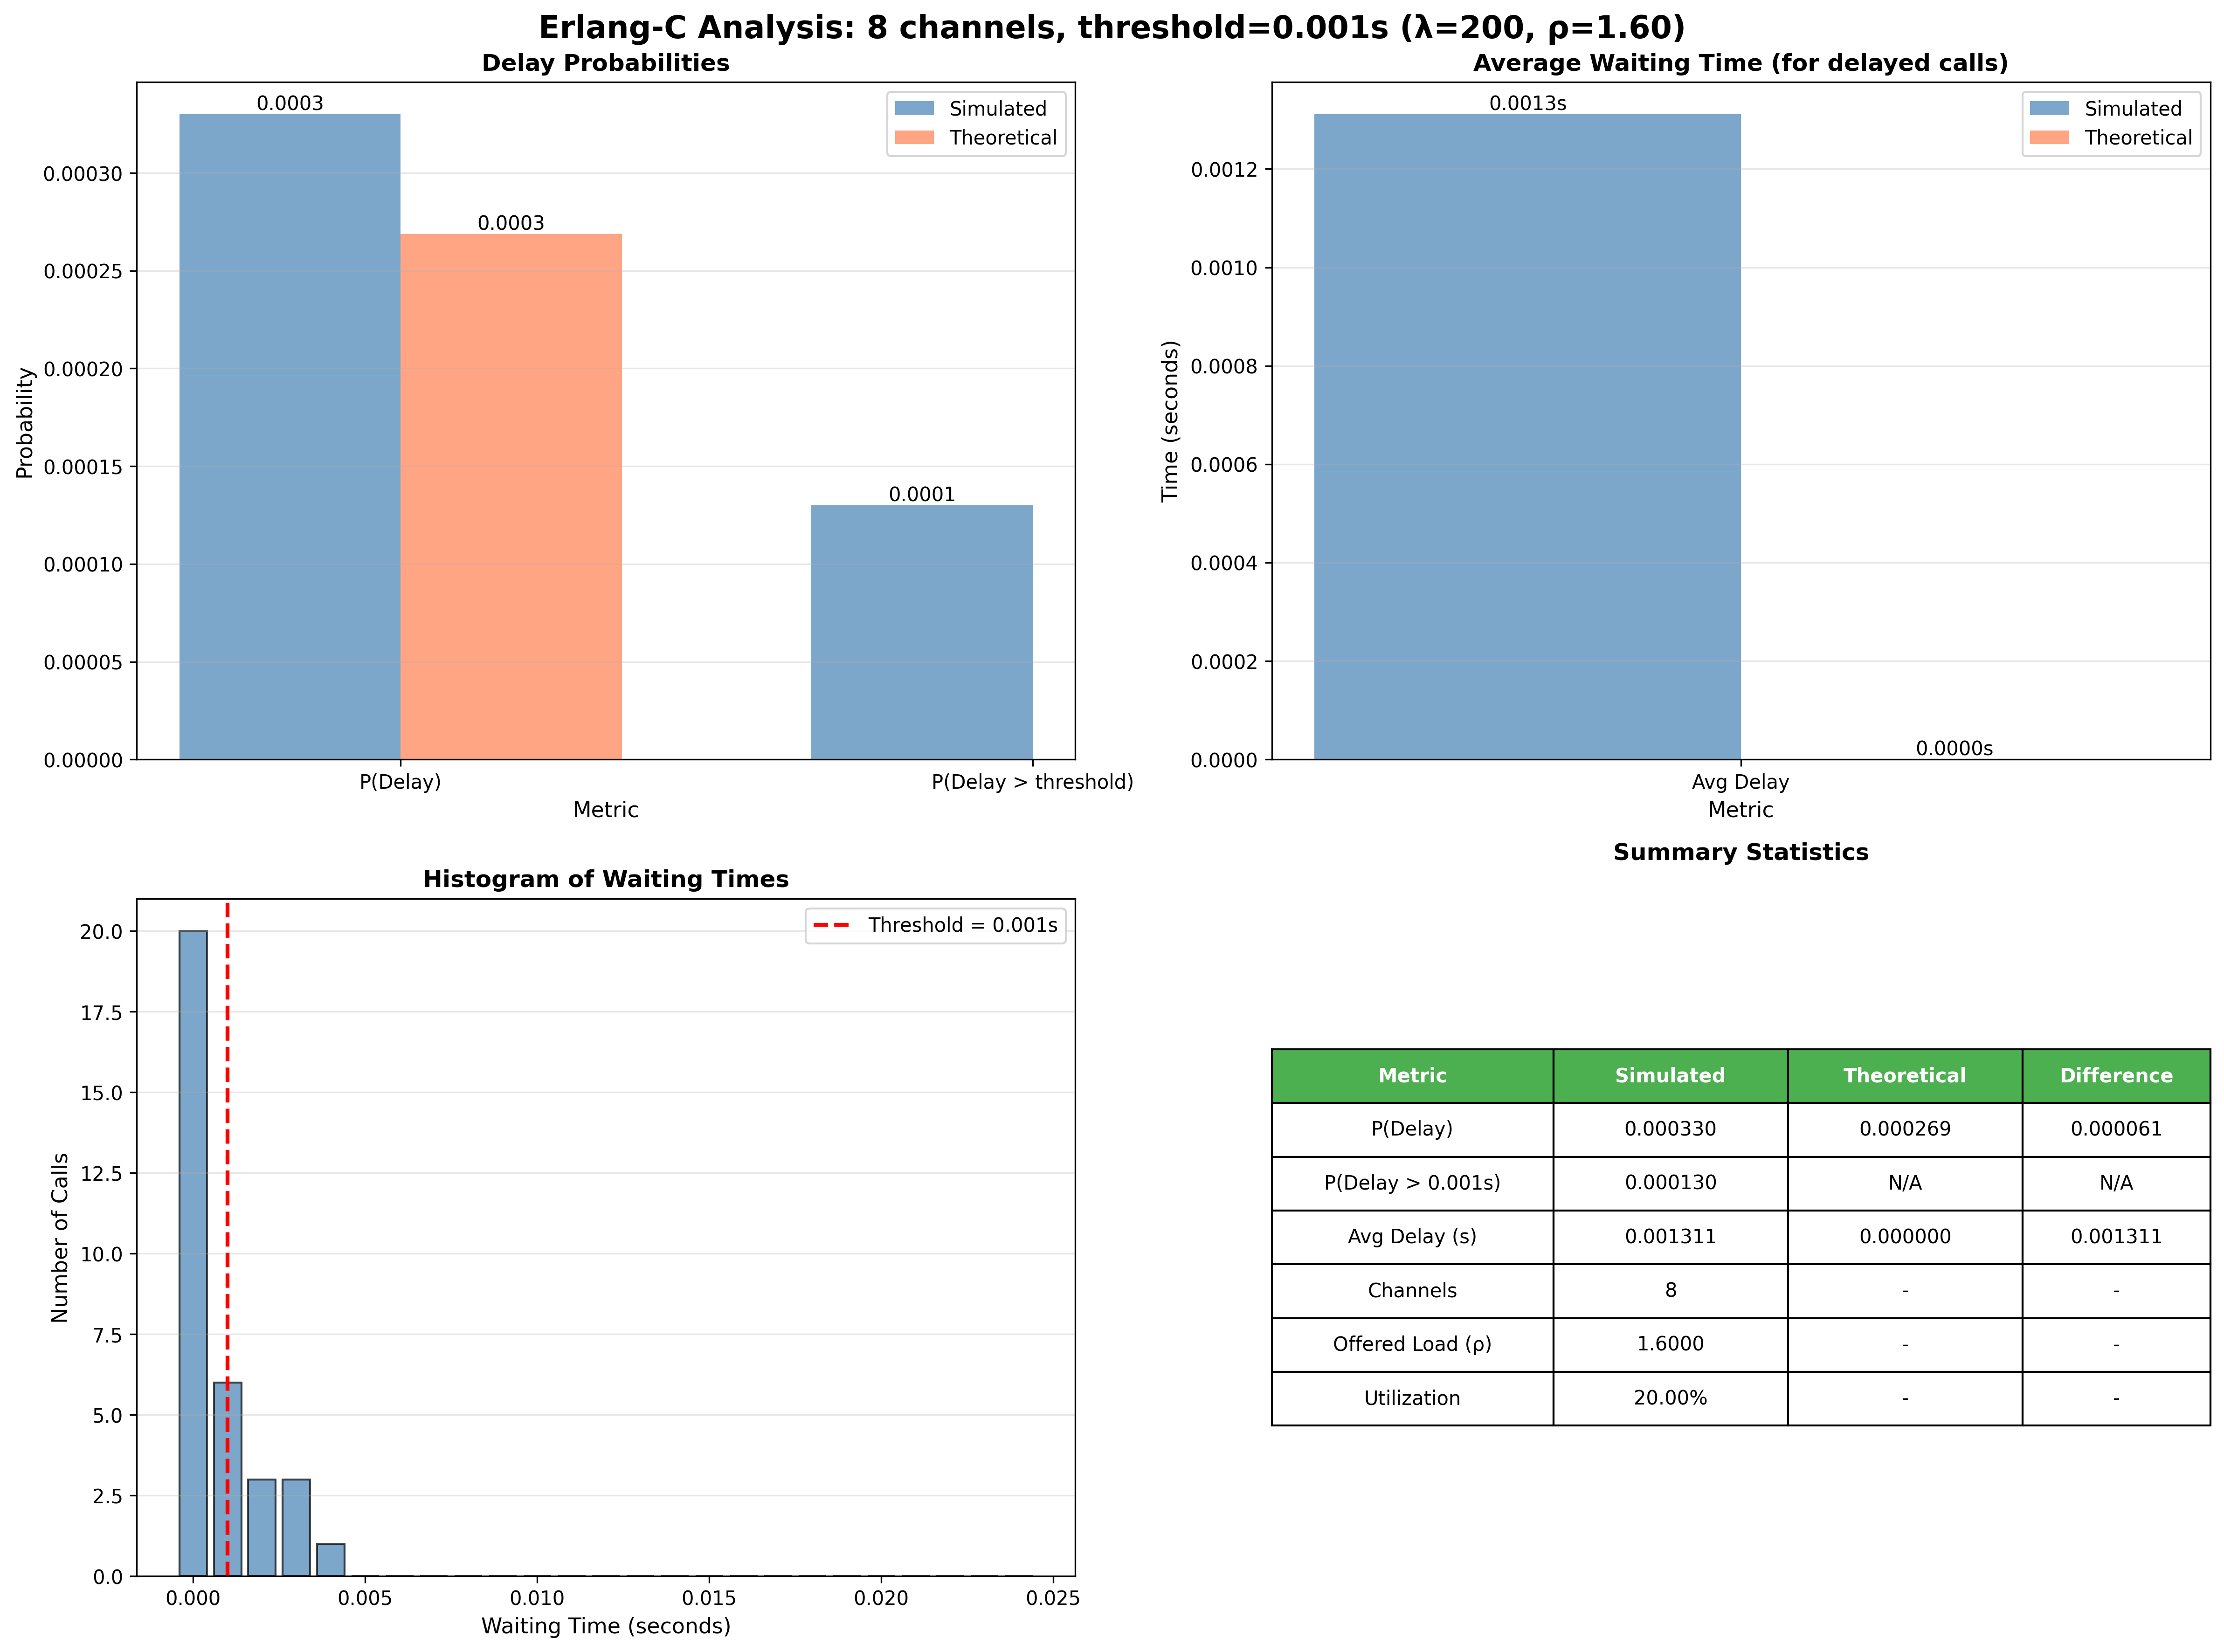 Erlang-C Analysis: 8 channels, threshold=0.001s (λ=200, ρ=1.60)
Delay Probabilities
0.0003
0.0003
0.0001
Simulated
Theoretical
0.00030
0.00025
0.00020
0.00015
0.00010
0.00005
0.00000
Probability
P(Delay)
P(Delay > threshold)
Metric
Average Waiting Time (for delayed calls)
0.0013s
0.0000s
Simulated
Theoretical
0.0012
0.0010
0.0008
0.0006
0.0004
0.0002
0.0000
Time (seconds)
Avg Delay
Metric
Histogram of Waiting Times
Threshold = 0.001s
20.0
17.5
15.0
12.5
10.0
7.5
5.0
2.5
0.0
Number of Calls
0.000 0.005 0.010 0.015 0.020 0.025
Waiting Time (seconds)
Summary Statistics
Metric Simulated Theoretical Difference
P(Delay) 0.000330 0.000269 0.000061
P(Delay > 0.001s) 0.000130 N/A N/A
Avg Delay (s) 0.001311 0.000000 0.001311
Channels 8 - -
Offered Load (ρ) 1.6000 - -
Utilization 20.00% - -